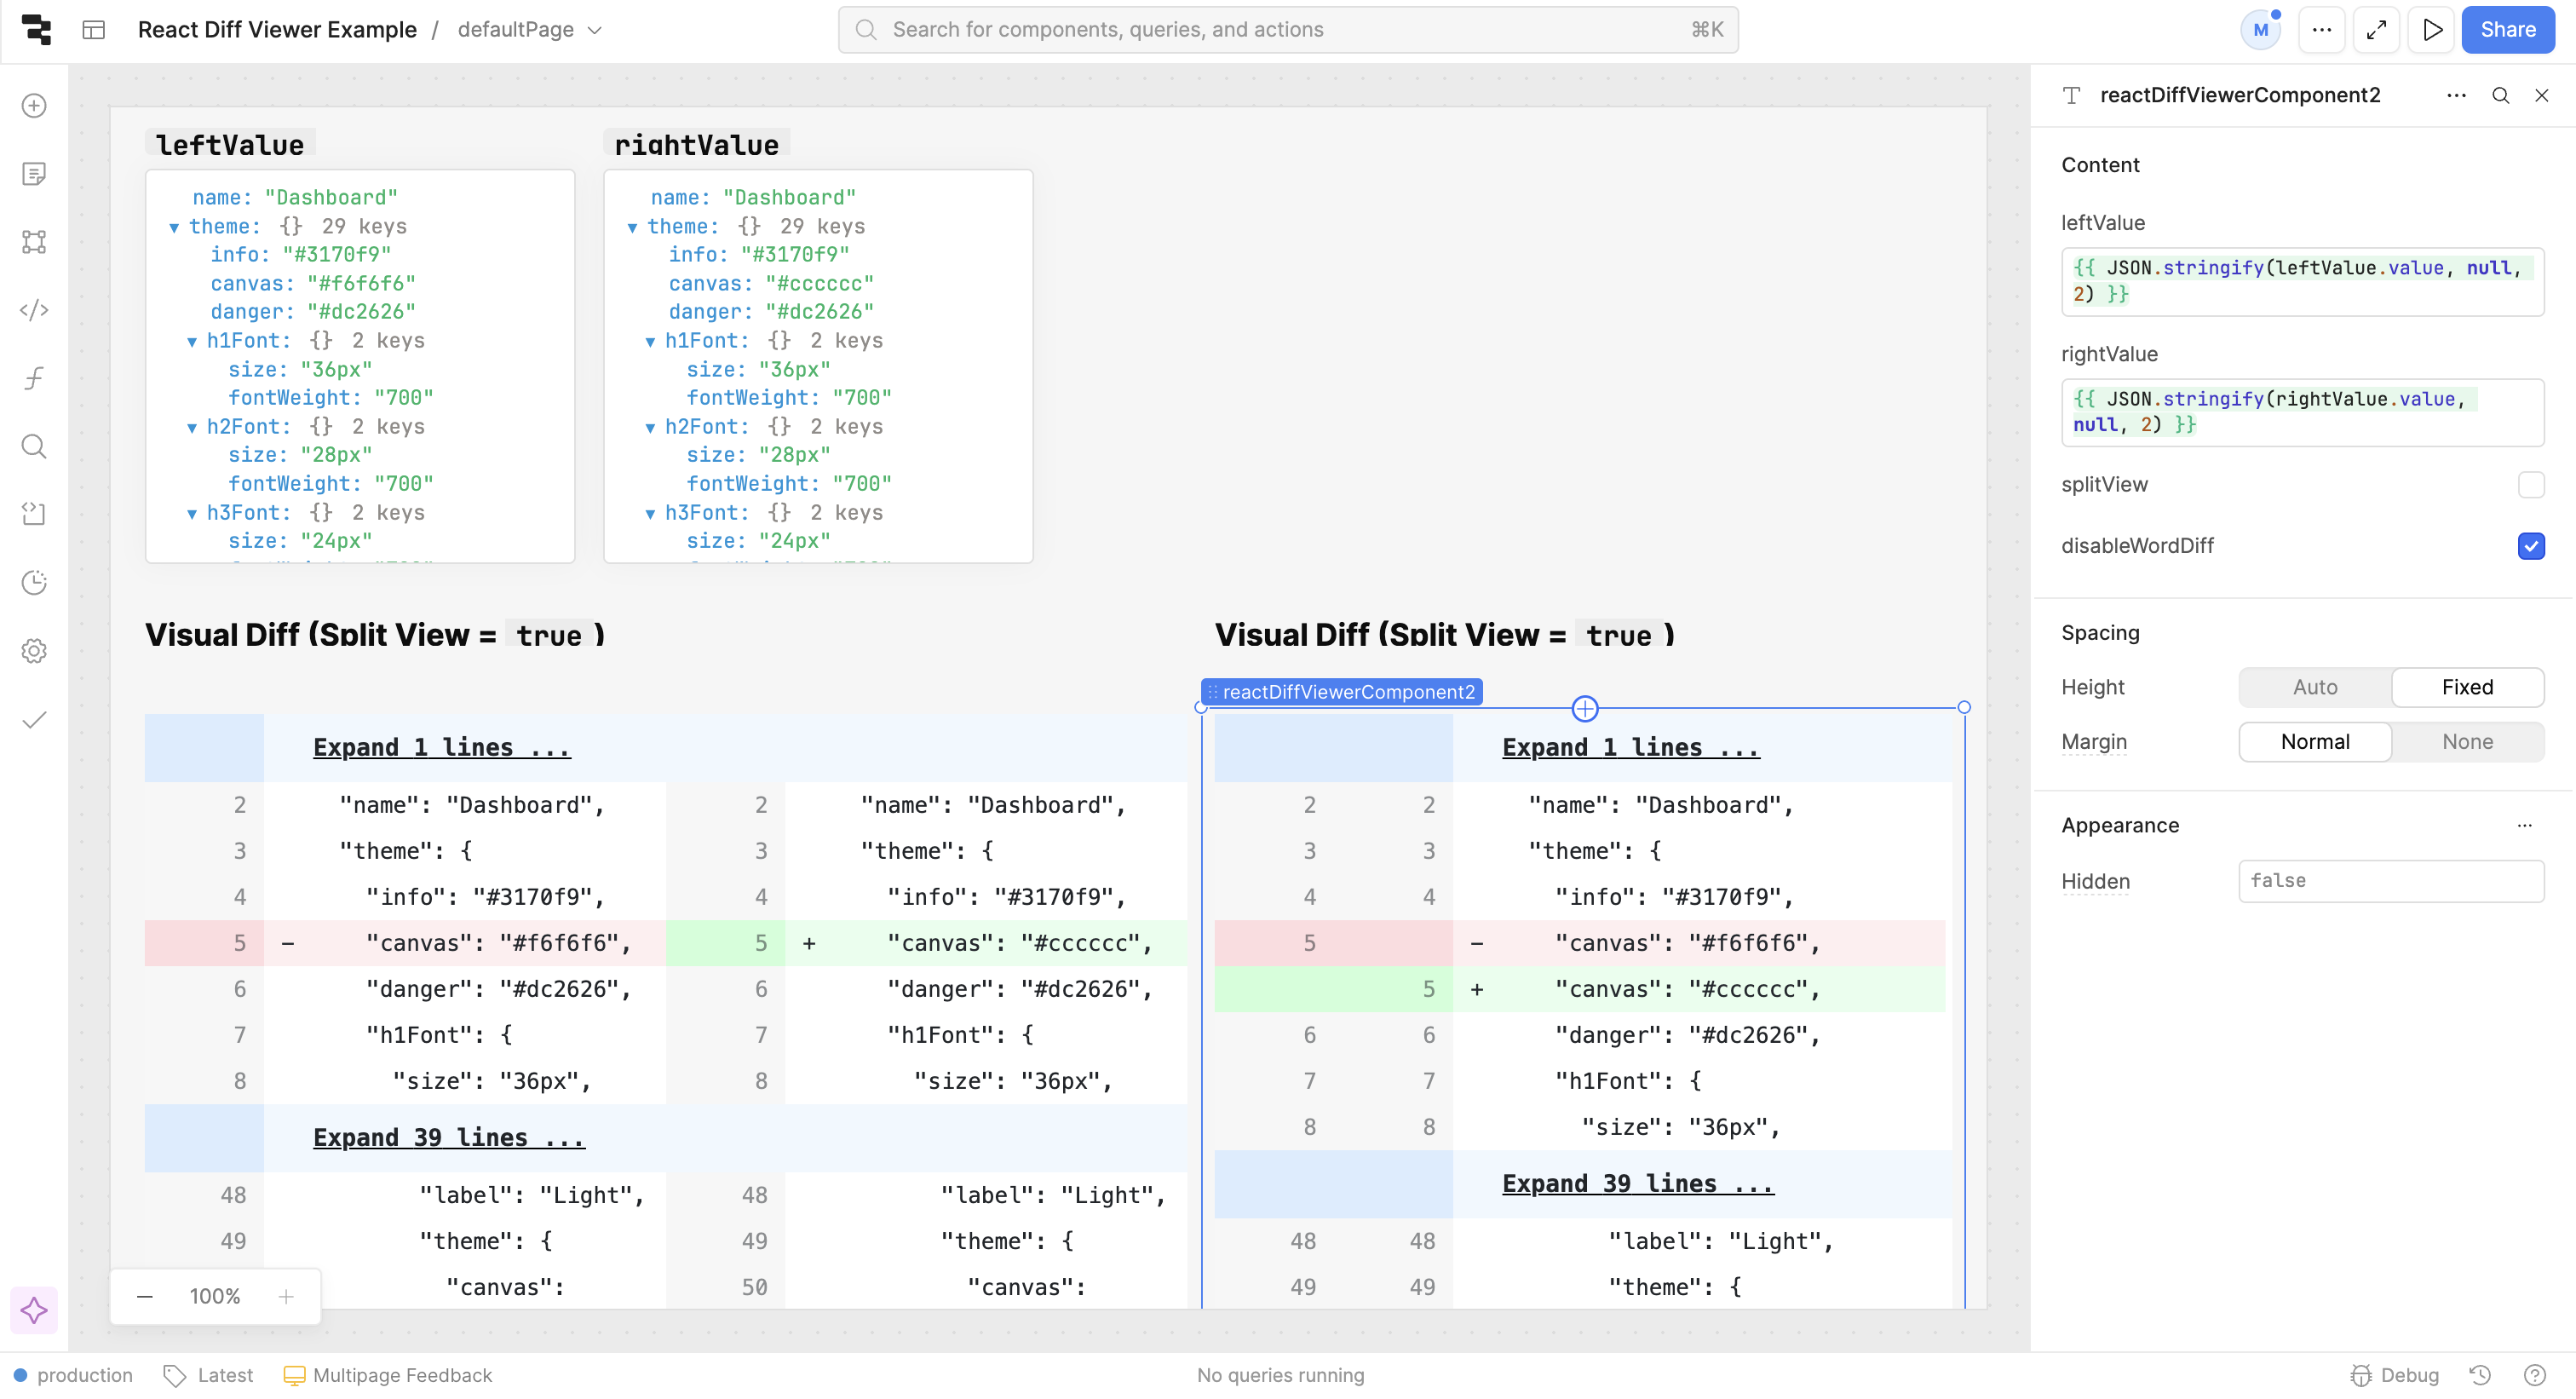 React Diff Viewer Example / defaultPage
Search for components, queries, and actions
⌘K
M
Share
leftValue
name: "Dashboard"
▼ theme: {} 29 keys
info: "#3170f9"
canvas: "#f6f6f6"
danger: "#dc2626"
▼ h1Font: {} 2 keys
size: "36px"
fontWeight: "700"
▼ h2Font: {} 2 keys
size: "28px"
fontWeight: "700"
▼ h3Font: {} 2 keys
size: "24px"
rightValue
name: "Dashboard"
▼ theme: {} 29 keys
info: "#3170f9"
canvas: "#cccccc"
danger: "#dc2626"
▼ h1Font: {} 2 keys
size: "36px"
fontWeight: "700"
▼ h2Font: {} 2 keys
size: "28px"
fontWeight: "700"
▼ h3Font: {} 2 keys
size: "24px"
Visual Diff (Split View = true )
Expand 1 lines ...
2 "name": "Dashboard", 2 "name": "Dashboard",
3 "theme": { 3 "theme": {
4 "info": "#3170f9", 4 "info": "#3170f9",
5 - "canvas": "#f6f6f6", 5 + "canvas": "#cccccc",
6 "danger": "#dc2626", 6 "danger": "#dc2626",
7 "h1Font": { 7 "h1Font": {
8 "size": "36px", 8 "size": "36px",
Expand 39 lines ...
48 "label": "Light", 48 "label": "Light",
49 "theme": { 49 "theme": {
"canvas": 50 "canvas":
Visual Diff (Split View = true )
reactDiffViewerComponent2
Expand 1 lines ...
2 2 "name": "Dashboard",
3 3 "theme": {
4 4 "info": "#3170f9",
5 - "canvas": "#f6f6f6",
5 + "canvas": "#cccccc",
6 6 "danger": "#dc2626",
7 7 "h1Font": {
8 8 "size": "36px",
Expand 39 lines ...
48 48 "label": "Light",
49 49 "theme": {
− 100% +
reactDiffViewerComponent2
Content
leftValue
{{ JSON.stringify(leftValue.value, null,
2) }}
rightValue
{{ JSON.stringify(rightValue.value,
null, 2) }}
splitView
disableWordDiff
Spacing
Height Auto Fixed
Margin Normal None
Appearance
Hidden false
production
Latest
Multipage Feedback
No queries running
Debug